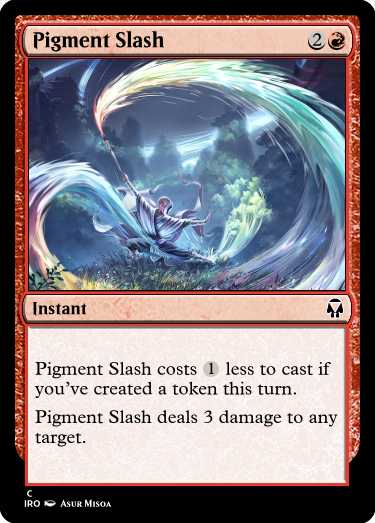 Pigment Slash 2
Instant
Pigment Slash costs 1 less to cast if
you've created a token this turn.
Pigment Slash deals 3 damage to any
target.
C
IRO Asur Misoa